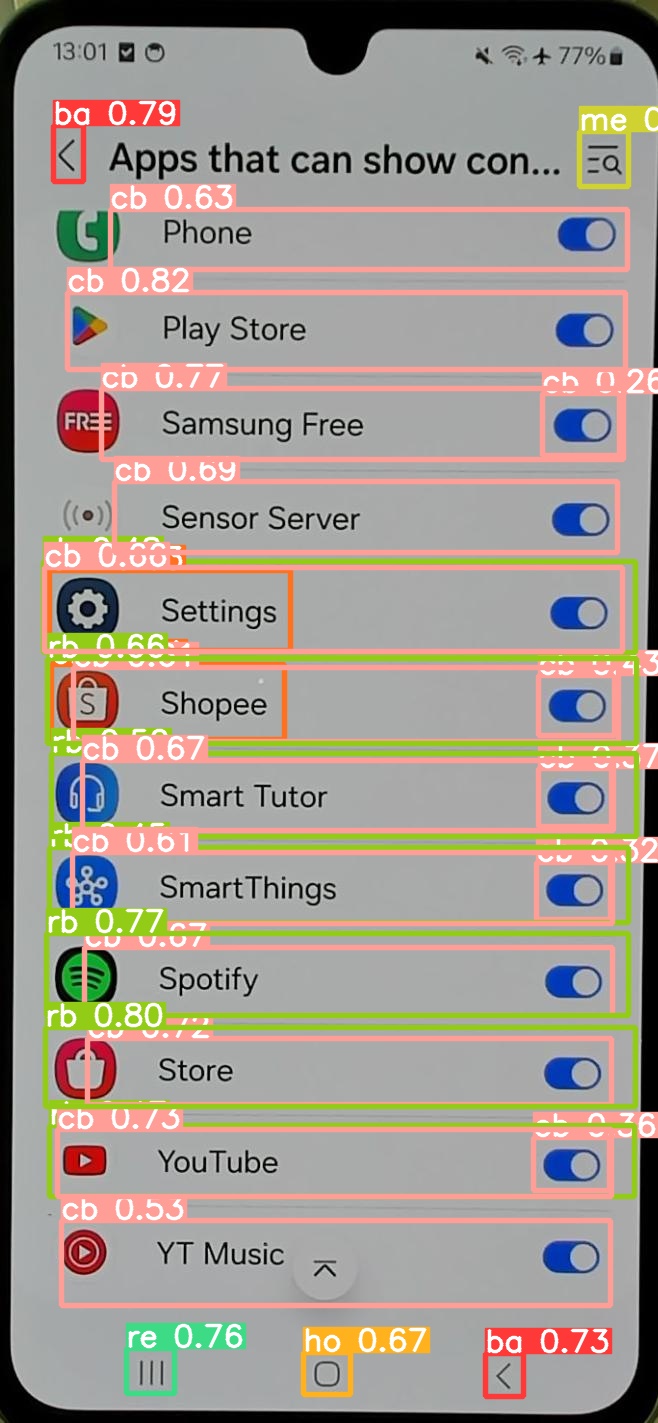 13:01 77%
ba 0.79 me 0
Apps that can show con...
cb 0.63
Phone
cb 0.82
Play Store
cb 0.77 cb 0.26
FREE Samsung Free
cb 0.69
Sensor Server
cb
Settings
rb 0.66
S Shopee
rb
cb 0.67
Smart Tutor
cb 0.61
SmartThings
rb 0.77
cb 0.67
Spotify
rb 0.80
cb 0.72
Store
cb 0.73 cb 0.36
YouTube
cb 0.53
YT Music
re 0.76 ho 0.67 ba 0.73